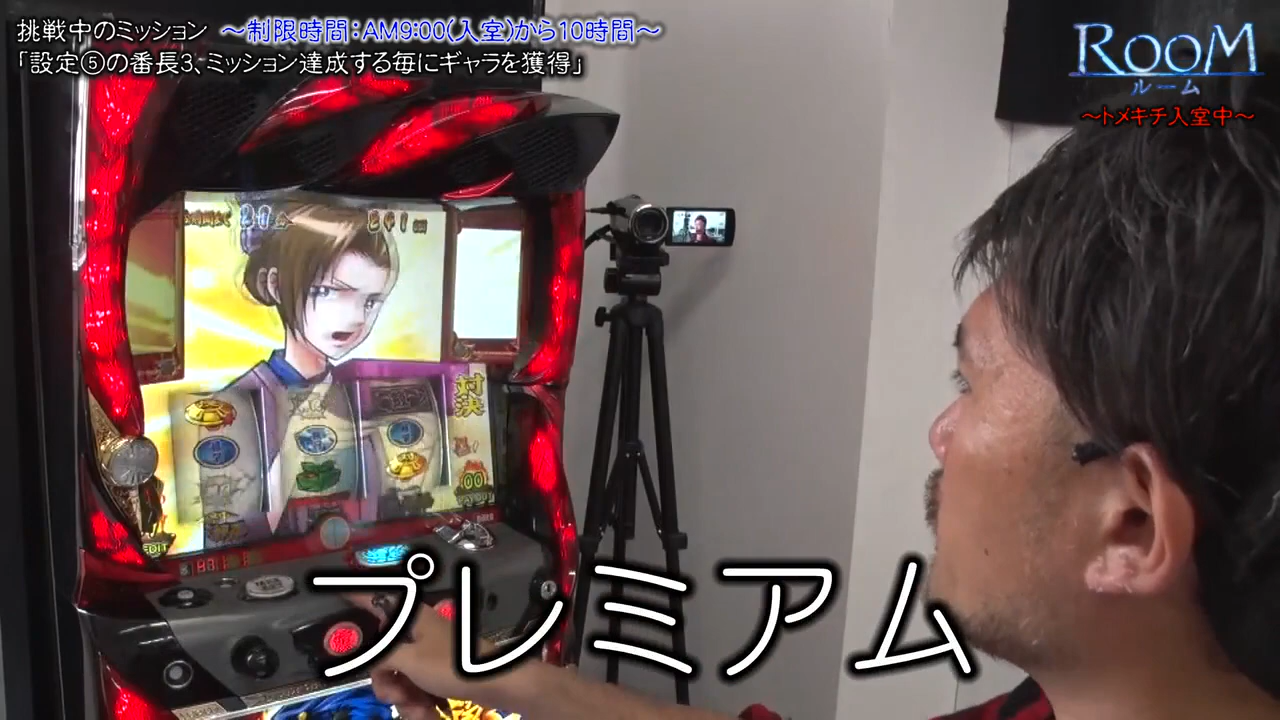 挑戦中のミッション ～制限時間：AM9:00(入室)から10時間～
「設定⑤の番長3、ミッション達成する毎にギャラを獲得」
ROOM
ルーム
～トメキチ入室中～
対決
プレミアム